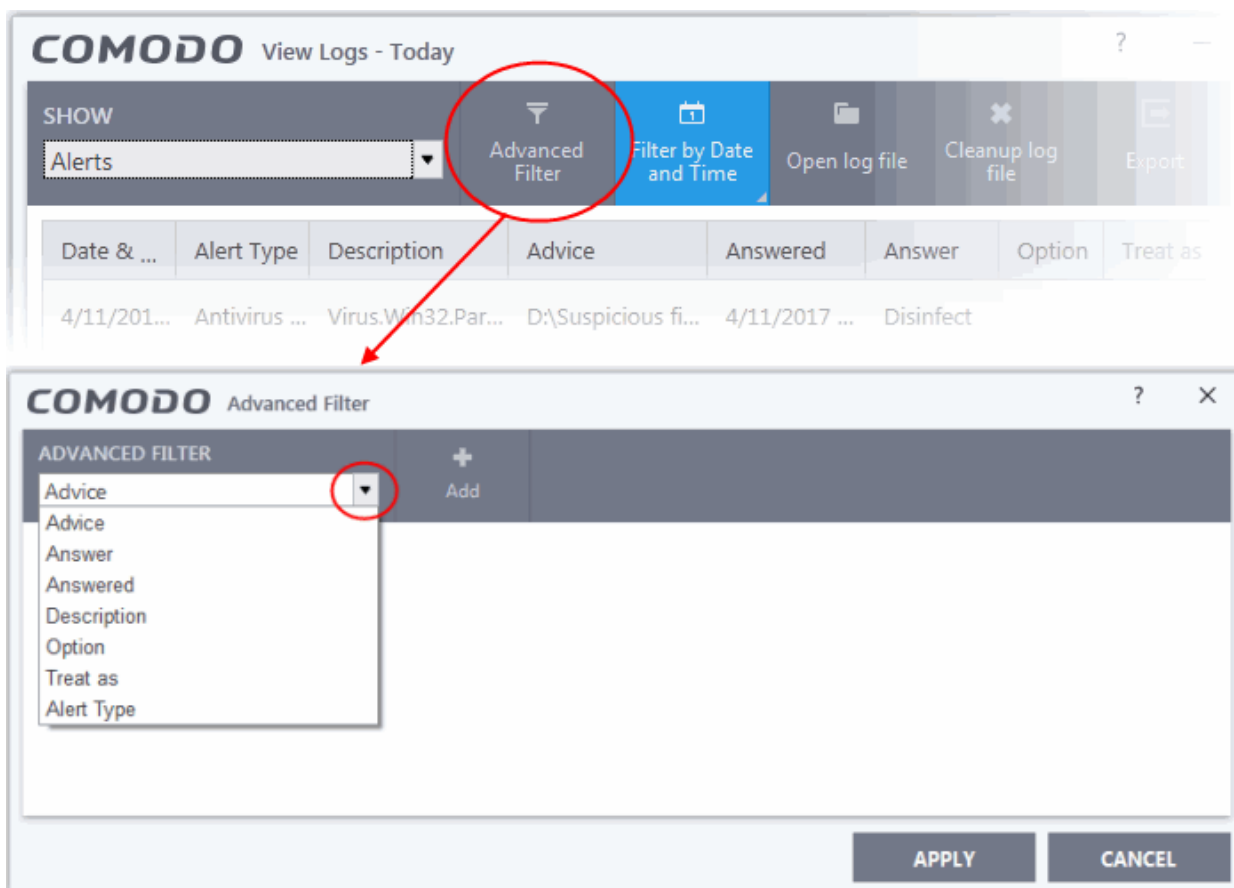 COMODO View Logs - Today ?
SHOW
Alerts
Advanced
Filter
Filter by Date
and Time
Open log file
Cleanup log
file
Export
Date & ... Alert Type Description Advice Answered Answer Option Treat as
4/11/201... Antivirus ... Virus.Win32.Par... D:\Suspicious fi... 4/11/2017 ... Disinfect
COMODO Advanced Filter ?
ADVANCED FILTER
Advice
Add
Advice
Answer
Answered
Description
Option
Treat as
Alert Type
APPLY CANCEL